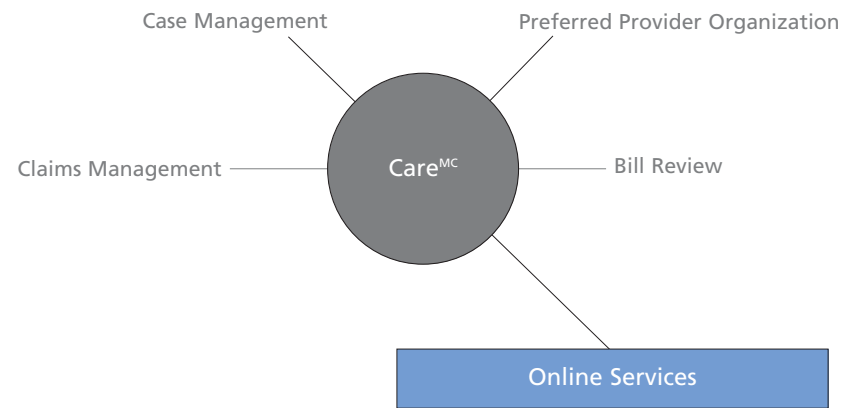 Case Management
Preferred Provider Organization
Claims Management
Care^MC
Bill Review
Online Services